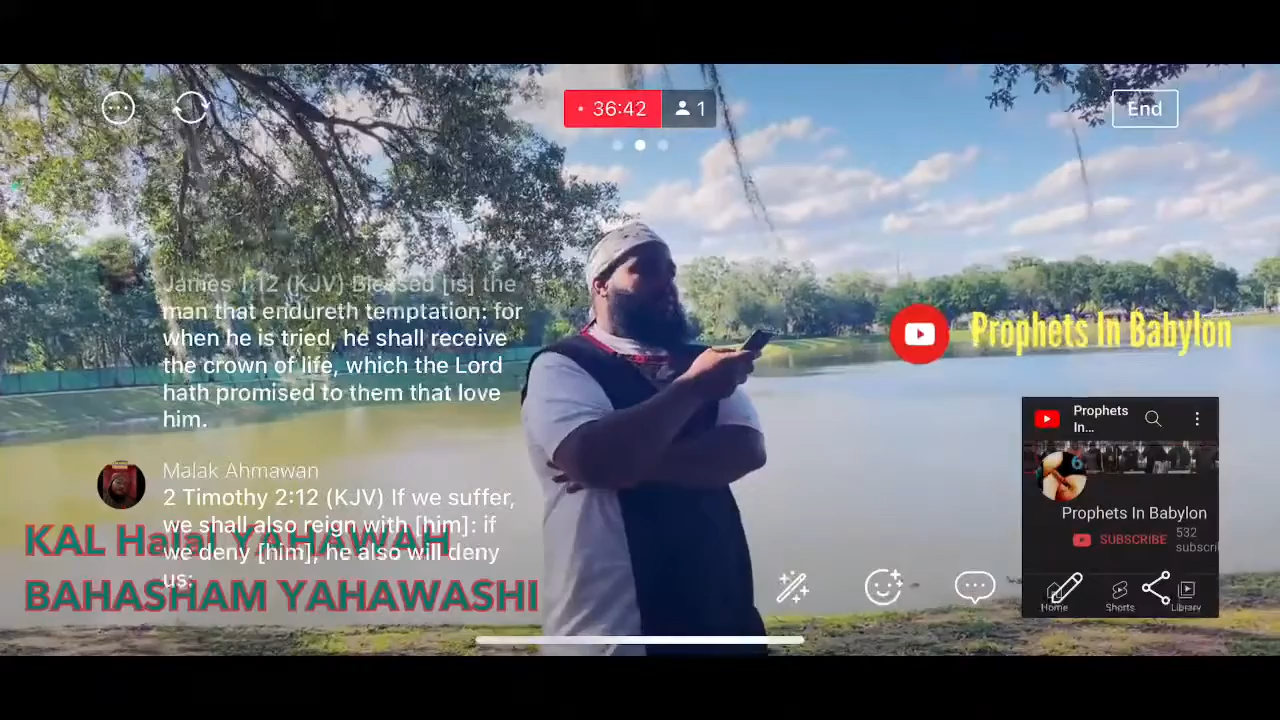 36:42
1
End
James 1:12 (KJV) Blessed [is] the
man that endureth temptation: for
when he is tried, he shall receive
the crown of life, which the Lord
hath promised to them that love
him.
Malak Ahmawan
2 Timothy 2:12 (KJV) If we suffer,
we shall also reign with [him]: if
we deny [him], he also will deny
us:
KAL Halal YAHAWAH
BAHASHAM YAHAWASHI
Prophets In Babylon
Prophets
In...
Prophets In Babylon
SUBSCRIBE
532
subscri
Home
Shorts
Library